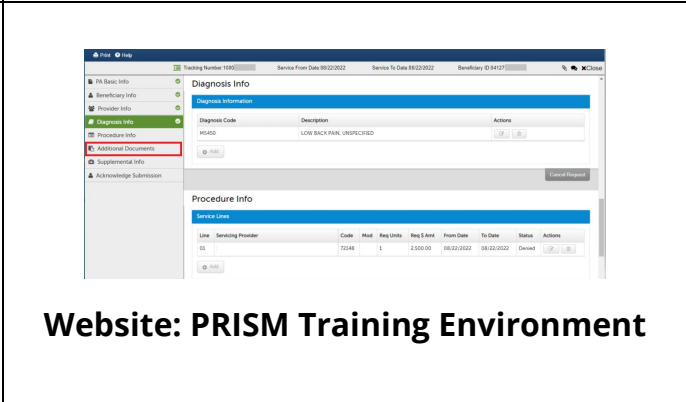 Print Help
Tracking Number 1000 Service From Date 08/22/2022 Service To Date 08/22/2022 Beneficiary ID 84127 Close
PA Basic Info
Beneficiary Info
Provider Info
Diagnosis Info
Procedure Info
Additional Documents
Supplemental Info
Acknowledge Submission
Diagnosis Info
Diagnosis Information
Diagnosis Code Description Actions
M5450 LOW BACK PAIN, UNSPECIFIED
Add
Cancel Request
Procedure Info
Service Lines
Line Servicing Provider Code Mod Req Units Req $ Amt From Date To Date Status Actions
01 72148 1 2,500.00 08/22/2022 08/22/2022 Denied
Add
Website: PRISM Training Environment